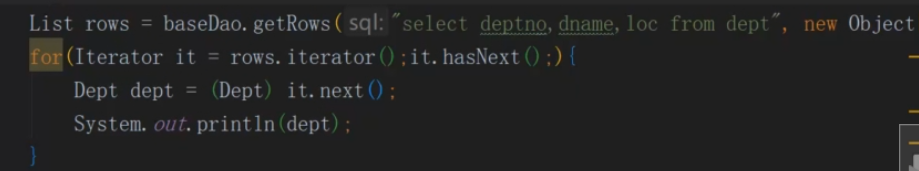 List rows = baseDao.getRows( sql: "select deptno,dname,loc from dept", new Object
for(Iterator it = rows.iterator();it.hasNext();){
Dept dept = (Dept) it.next();
System.out.println(dept);
}